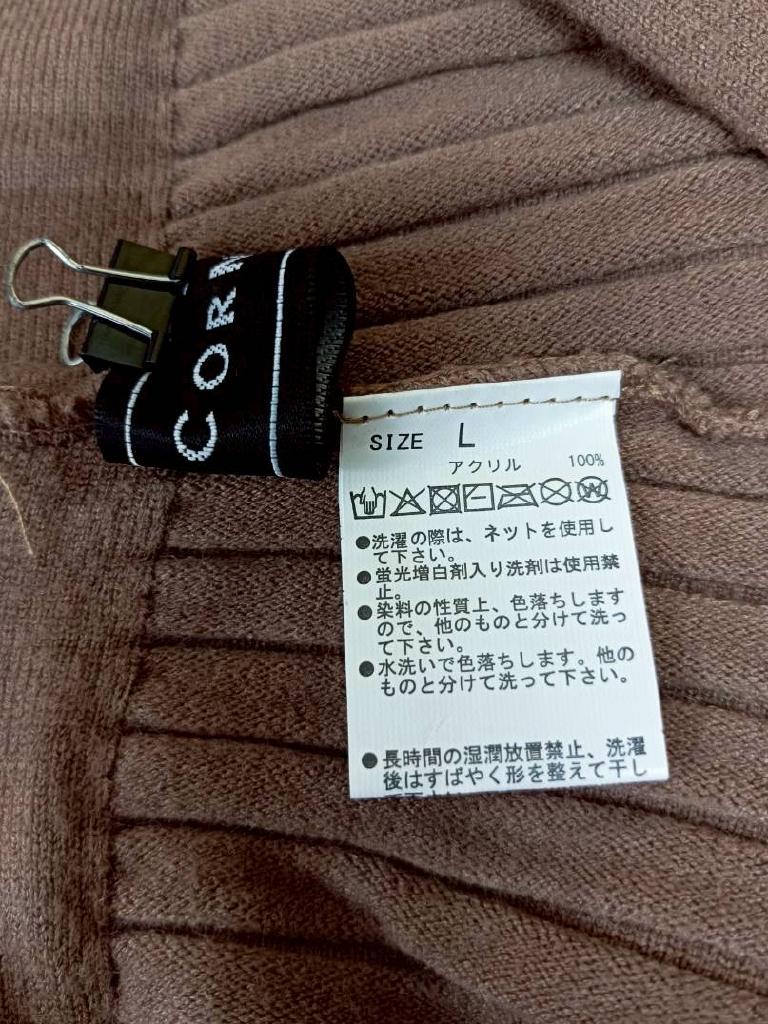 COR
SIZE L
アクリル 100%
●洗濯の際は、ネットを使用し
て下さい。
●蛍光増白剤入り洗剤は使用禁
止。
●染料の性質上、色落ちします
ので、他のものと分けて洗っ
て下さい。
●水洗いで色落ちします。他の
ものと分けて洗って下さい。
●長時間の湿潤放置禁止、洗濯
後はすばやく形を整えて干し